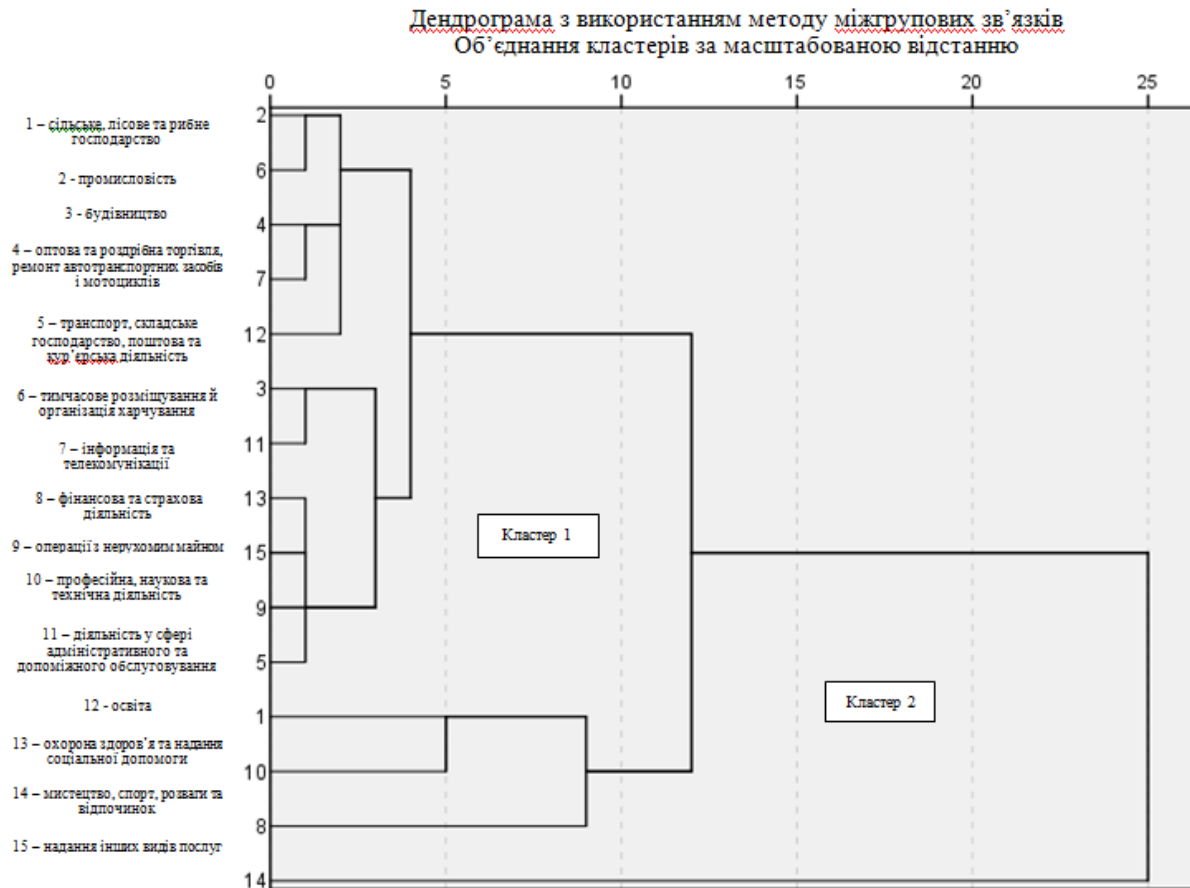 Дендрограма з використанням методу міжгрупових зв’язків
Об’єднання кластерів за масштабованою відстанню
0 5 10 15 20 25
1 – сільське, лісове та рибне
господарство
2 - промисловість
3 - будівництво
4 – оптова та роздрібна торгівля,
ремонт автотранспортних засобів
і мотоциклів
5 – транспорт, складське
господарство, поштова та
кур’єрська діяльність
6 – тимчасове розміщування й
організація харчування
7 – інформація та
телекомунікації
8 – фінансова та страхова
діяльність
9 – операції з нерухомим майном
10 – професійна, наукова та
технічна діяльність
11 – діяльність у сфері
адміністративного та
допоміжного обслуговування
12 - освіта
13 – охорона здоров’я та надання
соціальної допомоги
14 – мистецтво, спорт, розваги та
відпочинок
15 – надання інших видів послуг
2
6
4
7
12
3
11
13
15
9
5
1
10
8
14
Кластер 1
Кластер 2